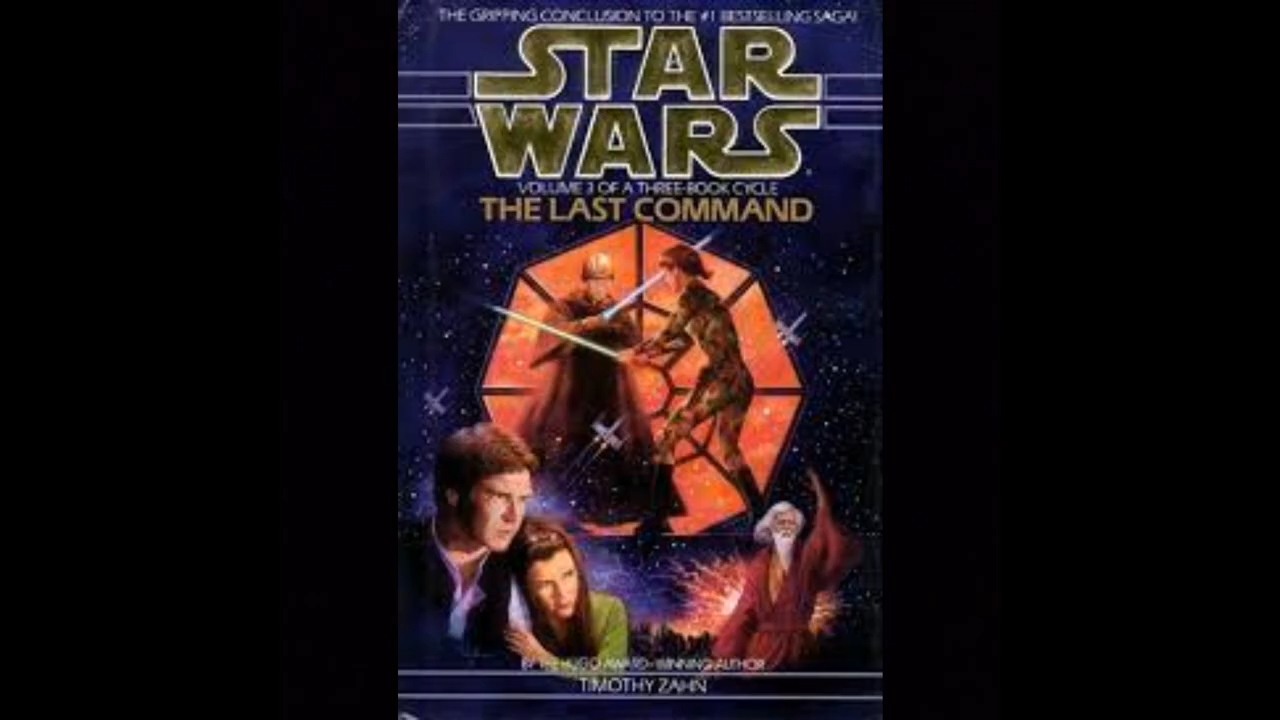 THE GRIPPING CONCLUSION TO THE #1 BESTSELLING SAGA!
STAR
WARS
VOLUME 3 OF A THREE-BOOK CYCLE
THE LAST COMMAND
BY THE HUGO AWARD-WINNING AUTHOR
TIMOTHY ZAHN